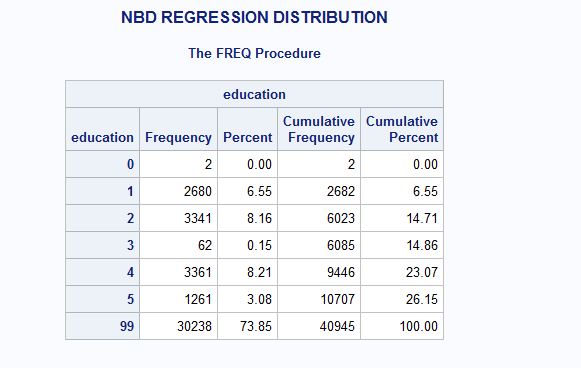 NBD REGRESSION DISTRIBUTION
The FREQ Procedure
education
education Frequency Percent Cumulative Frequency Cumulative Percent
0 2 0.00 2 0.00
1 2680 6.55 2682 6.55
2 3341 8.16 6023 14.71
3 62 0.15 6085 14.86
4 3361 8.21 9446 23.07
5 1261 3.08 10707 26.15
99 30238 73.85 40945 100.00